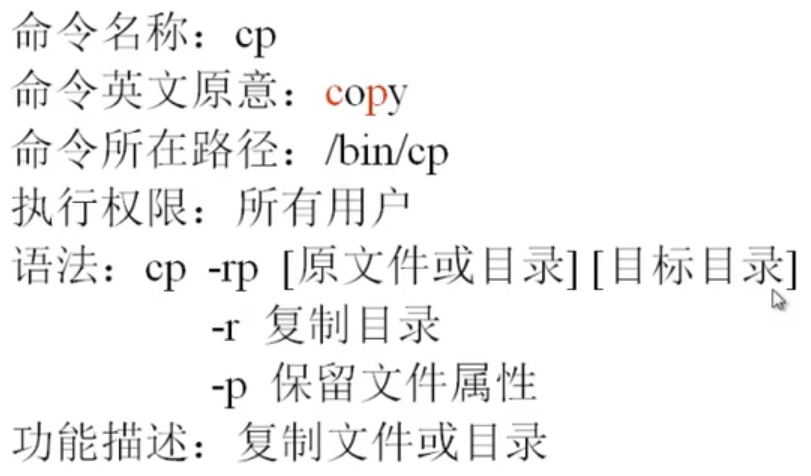 命令名称：cp
命令英文原意：copy
命令所在路径：/bin/cp
执行权限：所有用户
语法：cp -rp [原文件或目录] [目标目录]
-r 复制目录
-p 保留文件属性
功能描述：复制文件或目录